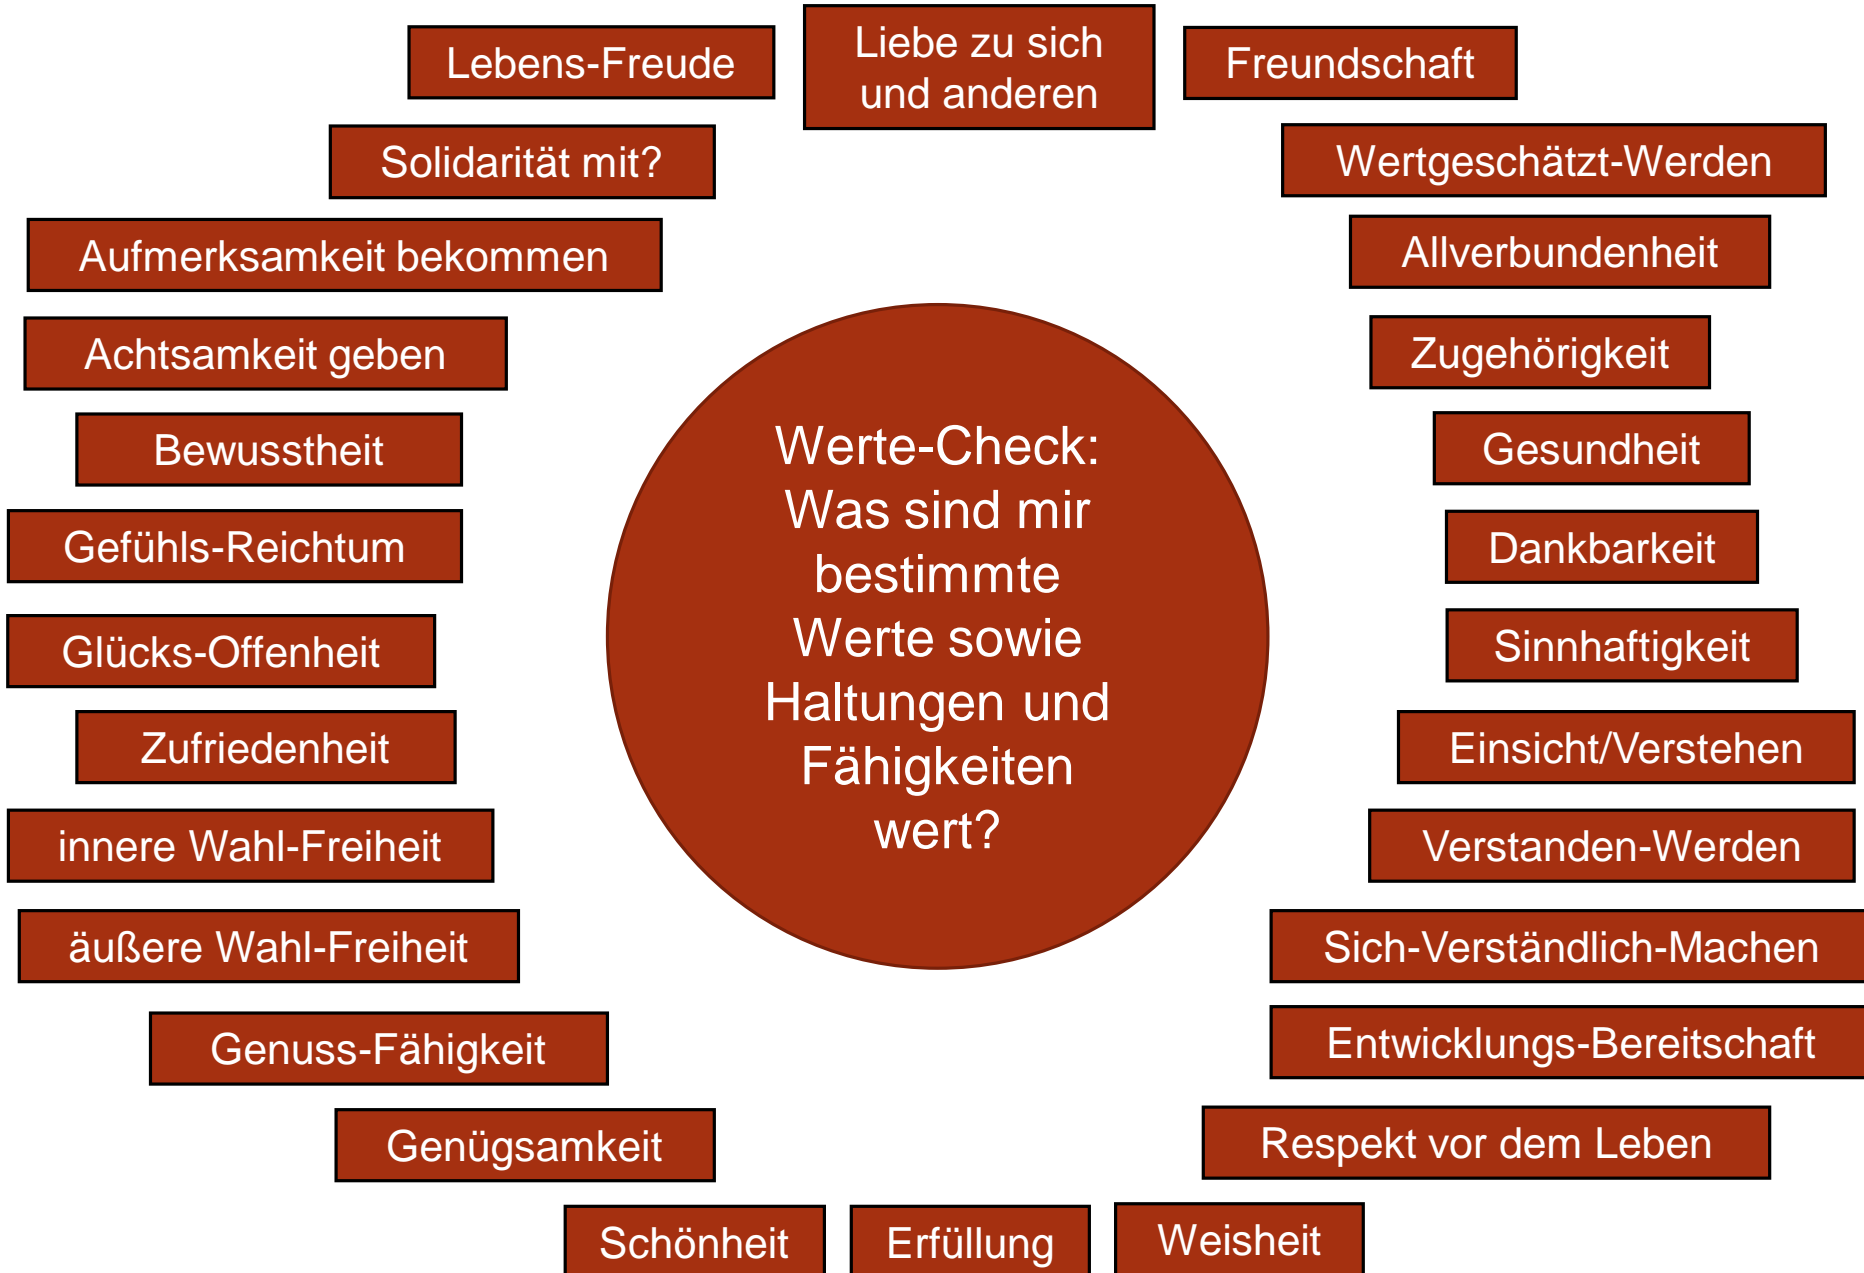 Lebens-Freude
Liebe zu sich
und anderen
Freundschaft
Solidarität mit?
Wertgeschätzt-Werden
Aufmerksamkeit bekommen
Allverbundenheit
Achtsamkeit geben
Zugehörigkeit
Bewusstheit
Gesundheit
Gefühls-Reichtum
Dankbarkeit
Glücks-Offenheit
Sinnhaftigkeit
Zufriedenheit
Einsicht/Verstehen
innere Wahl-Freiheit
Verstanden-Werden
äußere Wahl-Freiheit
Sich-Verständlich-Machen
Genuss-Fähigkeit
Entwicklungs-Bereitschaft
Genügsamkeit
Respekt vor dem Leben
Schönheit
Erfüllung
Weisheit
Werte-Check:
Was sind mir
bestimmte
Werte sowie
Haltungen und
Fähigkeiten
wert?